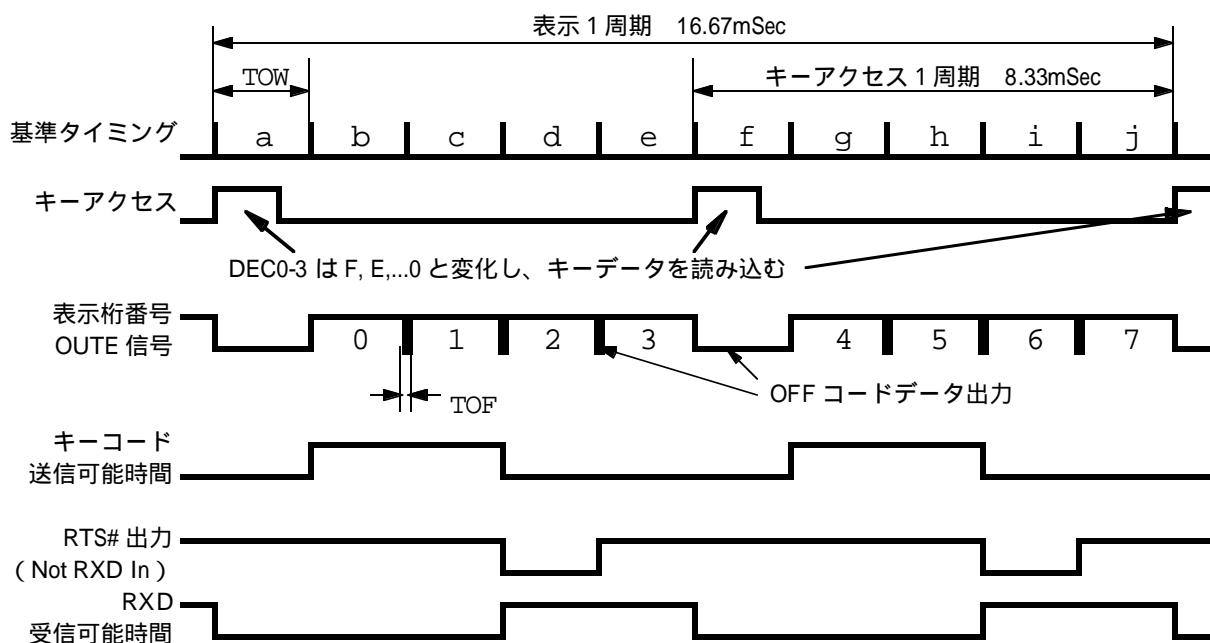 表示1周期 16.67mSec
TOW
キーアクセス1周期 8.33mSec
基準タイミング a b c d e f g h i j
キーアクセス
DEC0-3 は F, E,...0 と変化し、キーデータを読み込む
表示桁番号
OUTE 信号 0 1 2 3 4 5 6 7
TOF
OFF コードデータ出力
キーコード
送信可能時間
RTS# 出力
(Not RXD In)
RXD
受信可能時間